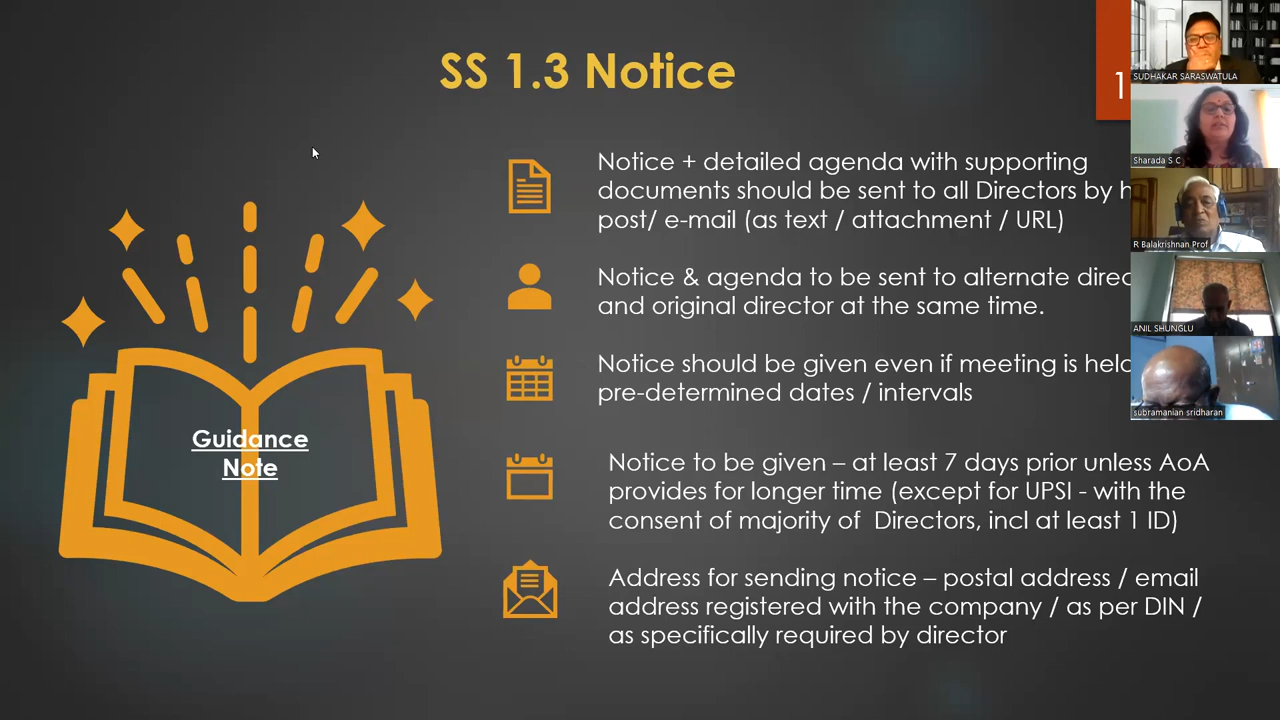 SS 1.3 Notice
1
Notice + detailed agenda with supporting
documents should be sent to all Directors by
post/ e-mail (as text / attachment / URL)
Notice & agenda to be sent to alternate
and original director at the same time.
Notice should be given even if meeting is held
pre-determined dates / intervals
Notice to be given – at least 7 days prior unless AoA
provides for longer time (except for UPSI - with the
consent of majority of Directors, incl at least 1 ID)
Address for sending notice – postal address / email
address registered with the company / as per DIN /
as specifically required by director
Guidance
Note
SUDHAKAR SARASWATULA
Sharada S C
R Balakrishnan Prof
ANIL SHUNGLU
subramanian sridharan